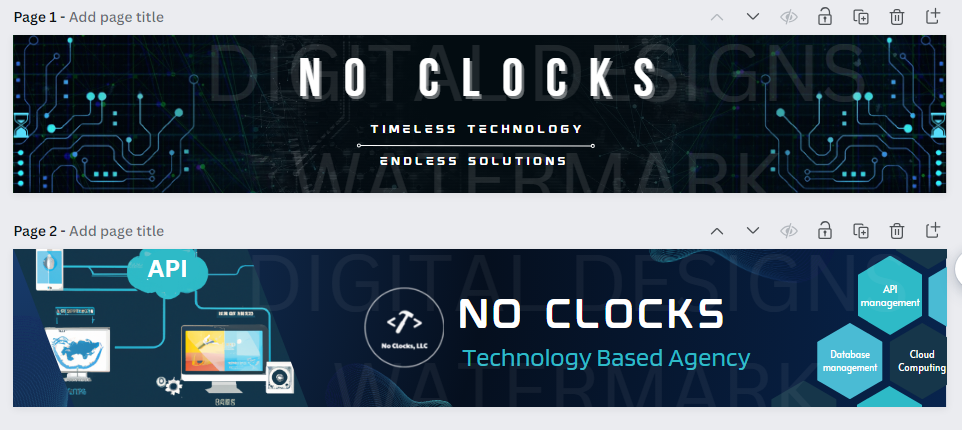 Page 1 - Add page title
DIGITAL DESIGNS
NO CLOCKS
TIMELESS TECHNOLOGY
ENDLESS SOLUTIONS
WATERMARK
Page 2 - Add page title
DIGITAL DESIGNS
API
API
management
No Clocks, LLC
NO CLOCKS
Technology Based Agency
Database
management
Cloud
Computing
WATERMARK